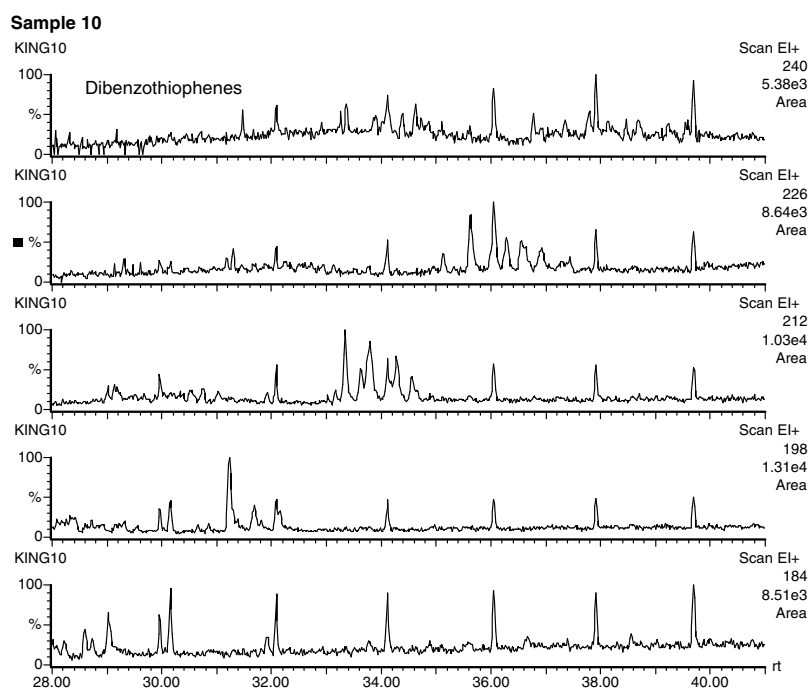 Sample 10
KING10
Scan EI+
240
5.38e3
Area
100
%
0
Dibenzothiophenes
KING10
Scan EI+
226
8.64e3
Area
100
%
0
KING10
Scan EI+
212
1.03e4
Area
100
%
0
KING10
Scan EI+
198
1.31e4
Area
100
%
0
KING10
Scan EI+
184
8.51e3
Area
100
%
0
rt
28.00 30.00 32.00 34.00 36.00 38.00 40.00